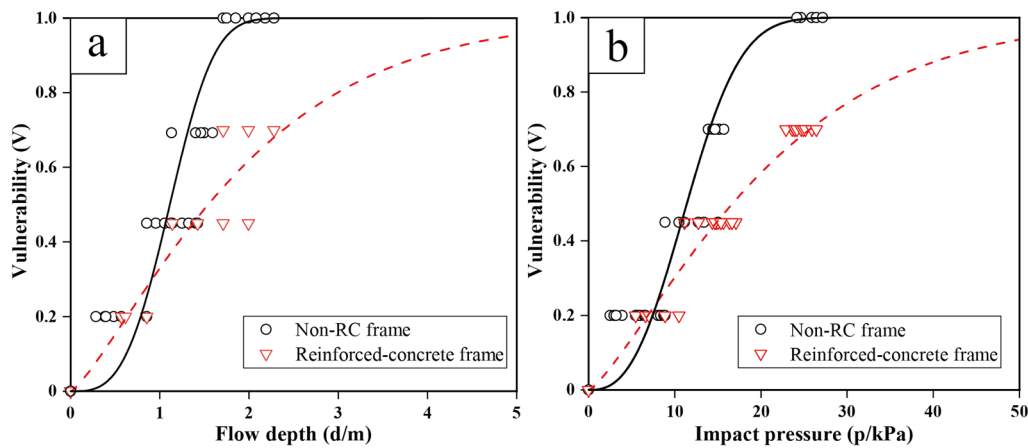 a
1.0
0.8
0.6
0.4
0.2
0
Vulnerability (V)
Non-RC frame
Reinforced-concrete frame
0 1 2 3 4 5
Flow depth (d/m)
b
1.0
0.8
0.6
0.4
0.2
0
Vulnerability (V)
Non-RC frame
Reinforced-concrete frame
0 10 20 30 40 50
Impact pressure (p/kPa)